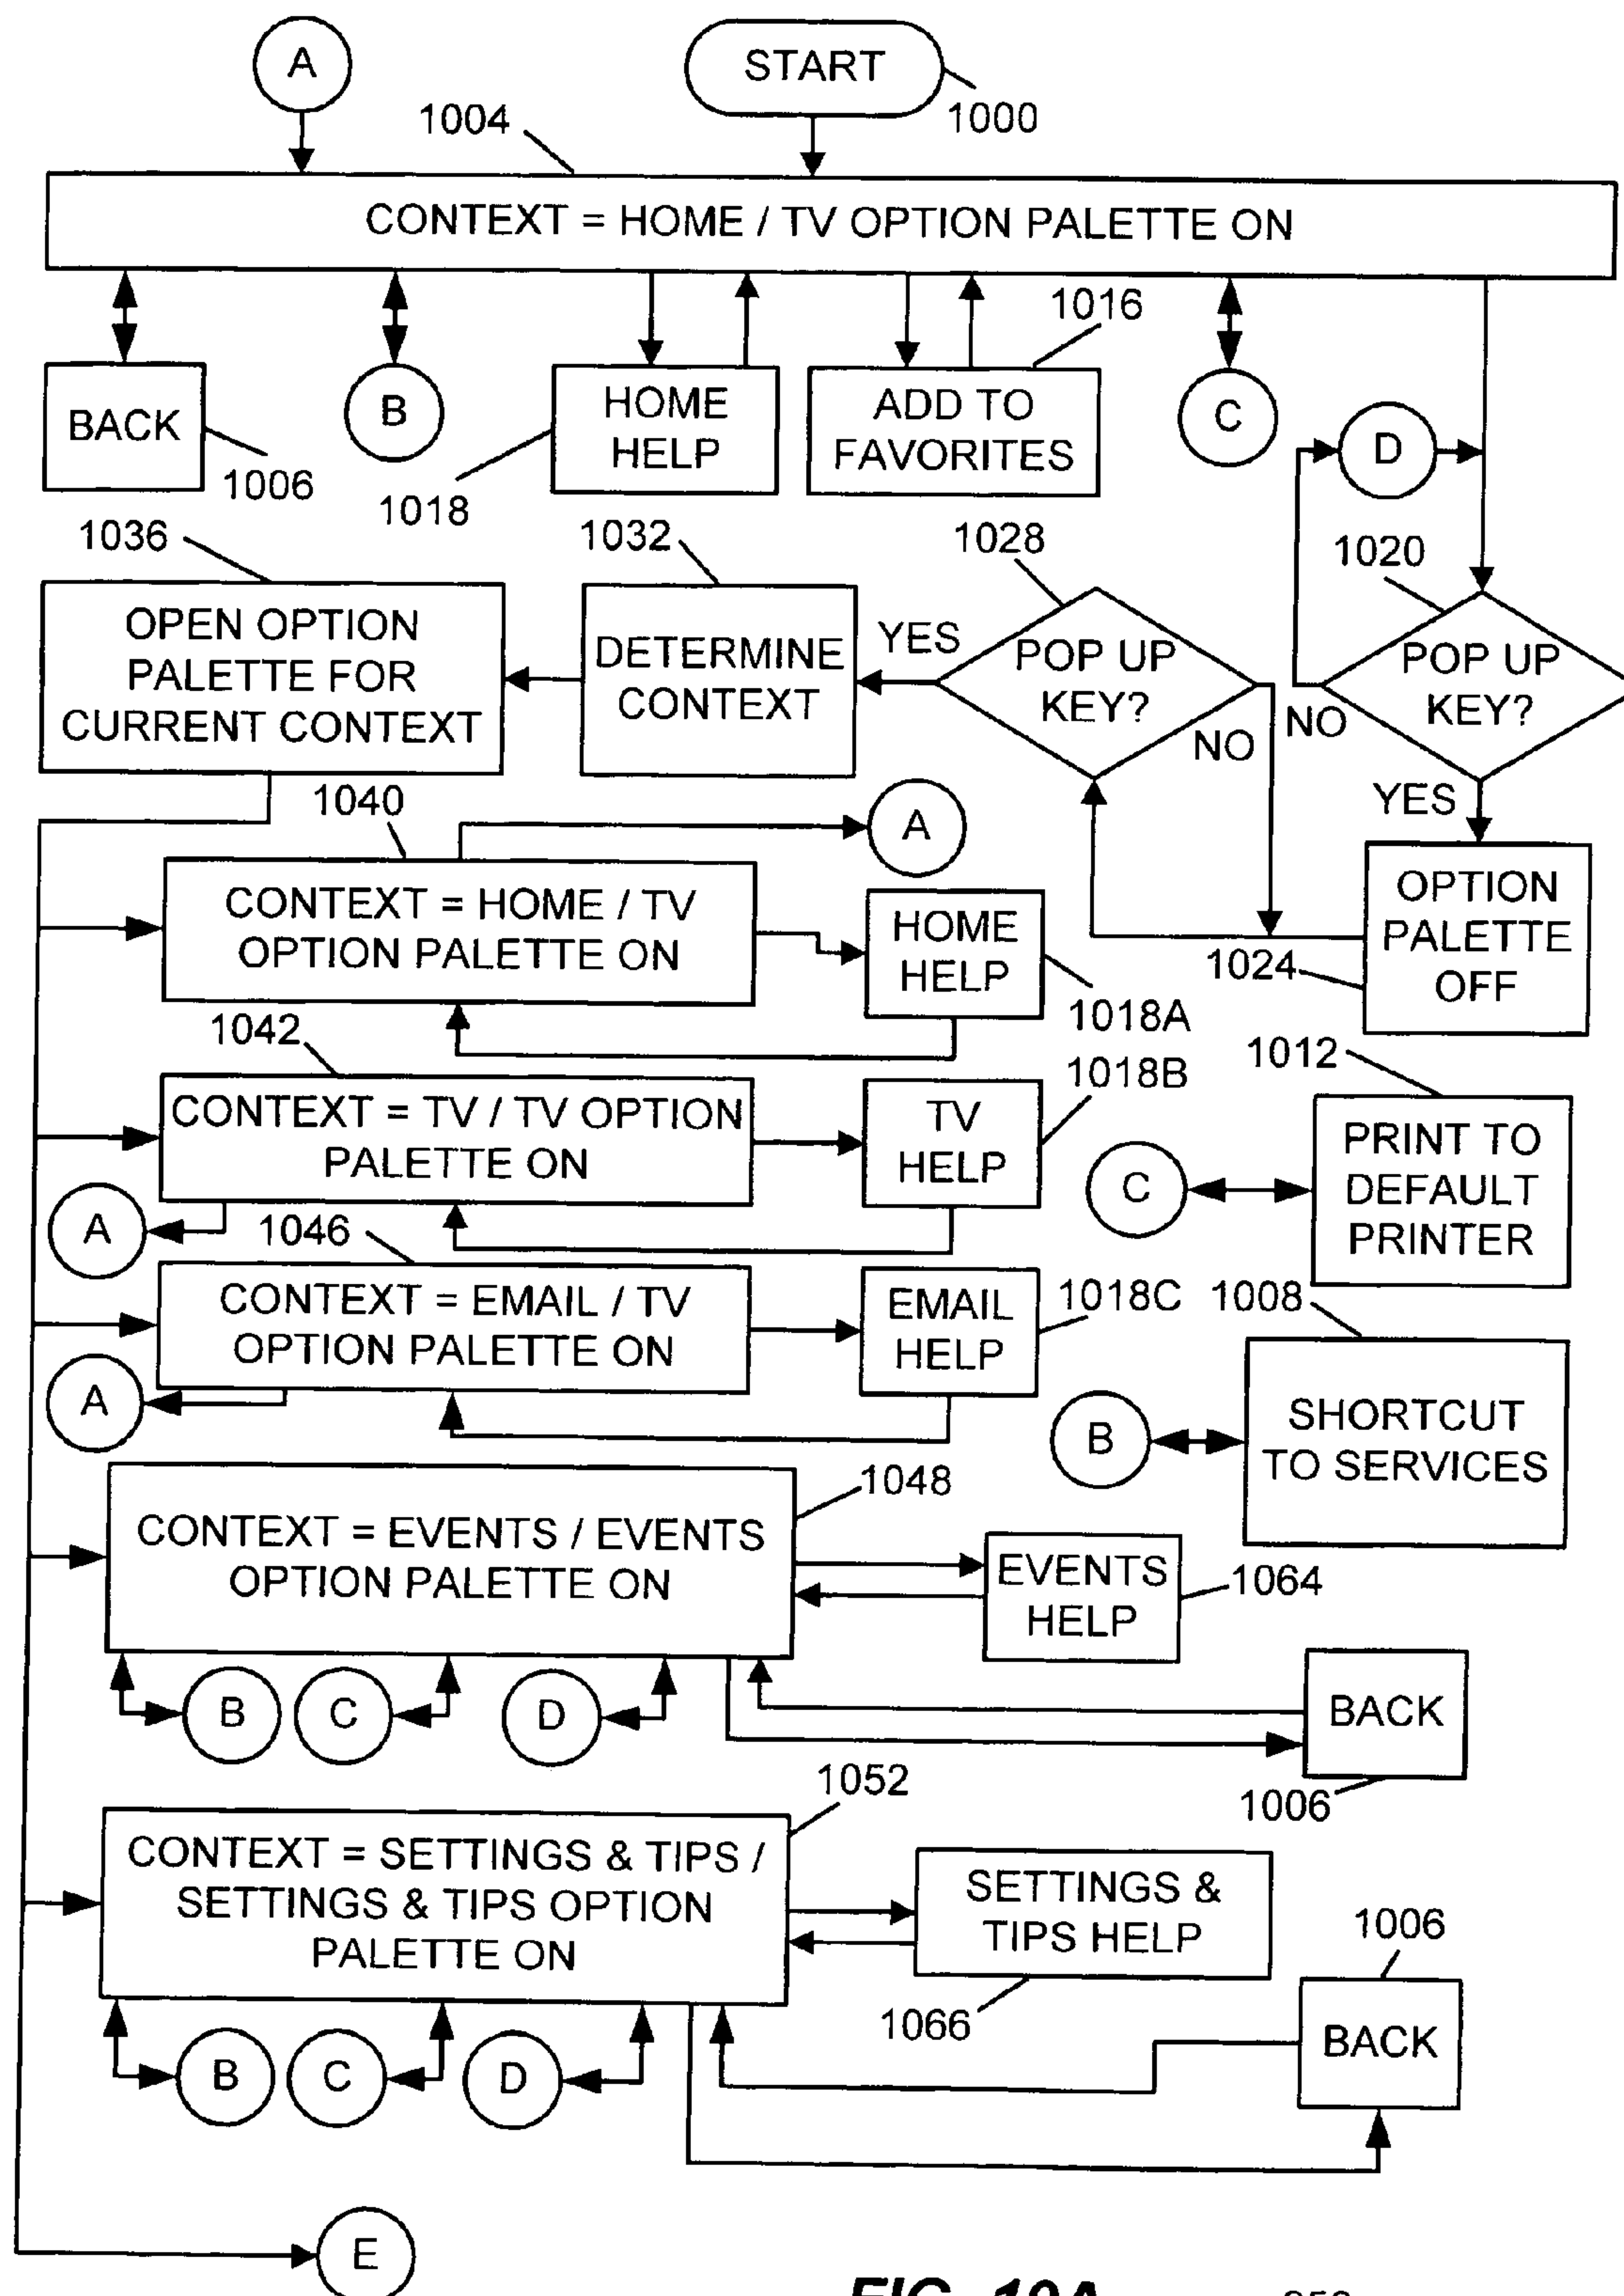 A
START
1000
1004
CONTEXT = HOME / TV OPTION PALETTE ON
1016
BACK
1006
B
HOME
HELP
1018
ADD TO
FAVORITES
C
D
1020
1036
1032
1028
OPEN OPTION
PALETTE FOR
CURRENT CONTEXT
DETERMINE
CONTEXT
YES
POP UP
KEY?
NO
POP UP
KEY?
NO
YES
1040
A
CONTEXT = HOME / TV
OPTION PALETTE ON
HOME
HELP
1018A
OPTION
PALETTE
OFF
1024
1042
CONTEXT = TV / TV OPTION
PALETTE ON
TV
HELP
1018B
1012
PRINT TO
DEFAULT
PRINTER
C
A
1046
CONTEXT = EMAIL / TV
OPTION PALETTE ON
EMAIL
HELP
1018C
1008
SHORTCUT
TO SERVICES
B
A
1048
CONTEXT = EVENTS / EVENTS
OPTION PALETTE ON
EVENTS
HELP
1064
B
C
D
BACK
1006
1052
CONTEXT = SETTINGS & TIPS /
SETTINGS & TIPS OPTION
PALETTE ON
SETTINGS &
TIPS HELP
1066
1006
BACK
B
C
D
E